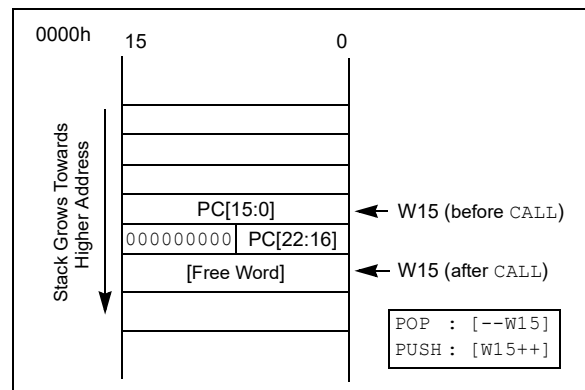 0000h
15 0
Stack Grows Towards
Higher Address
PC[15:0]
W15 (before CALL)
000000000 PC[22:16]
[Free Word]
W15 (after CALL)
POP : [--W15]
PUSH : [W15++]